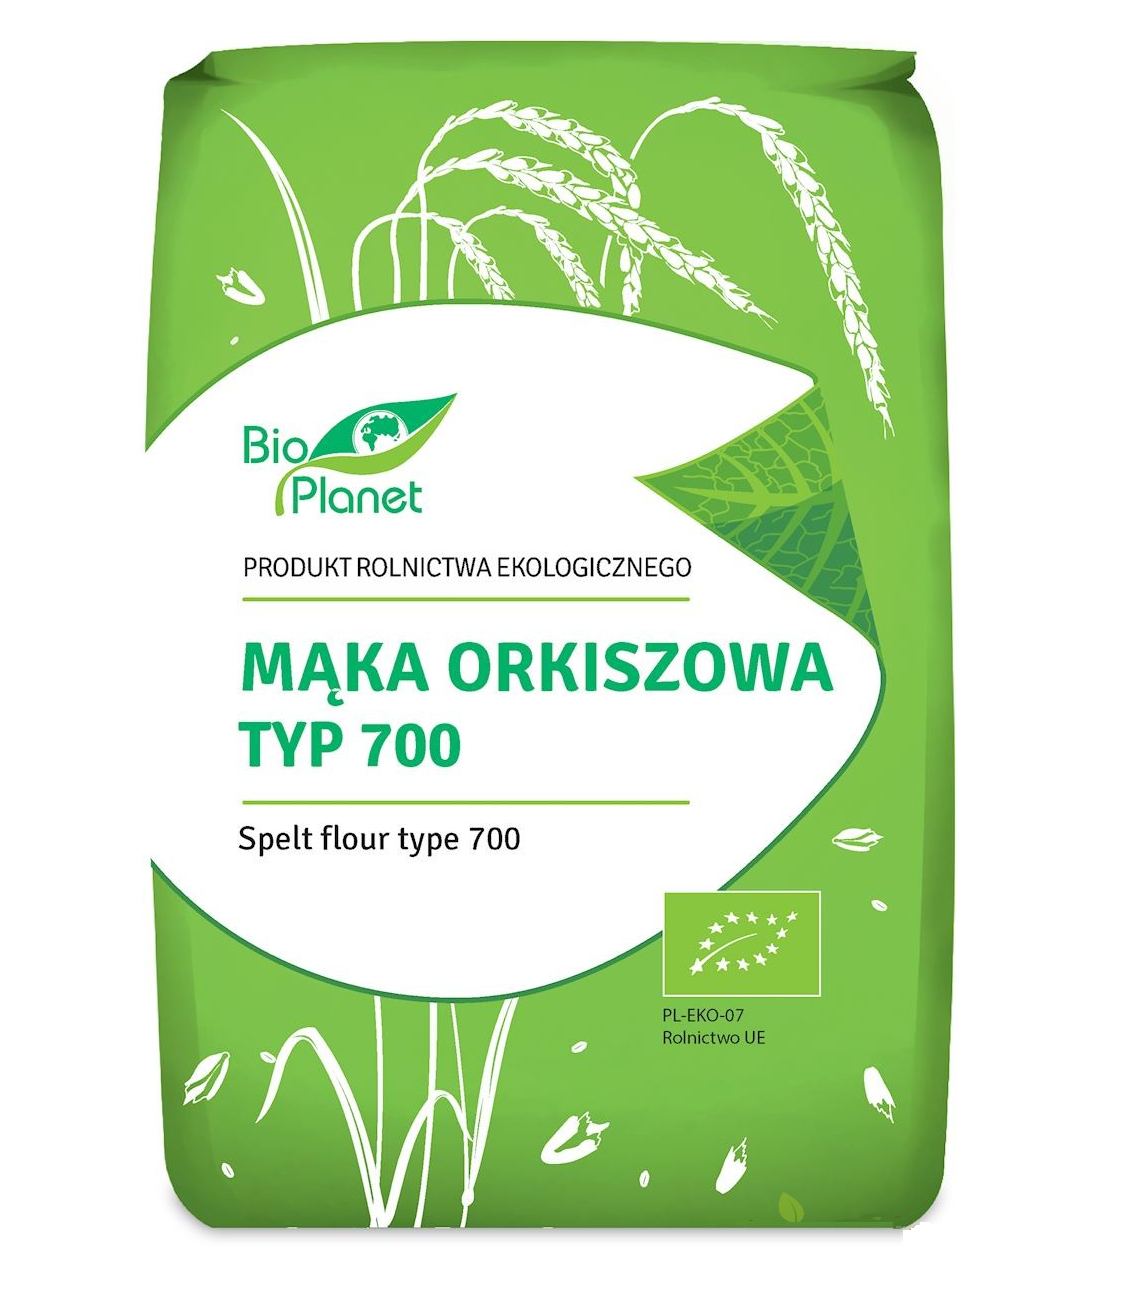 Bio
Planet
PRODUKT ROLNICTWA EKOLOGICZNEGO
MĄKA ORKISZOWA
TYP 700
Spelt flour type 700
PL-EKO-07
Rolnictwo UE